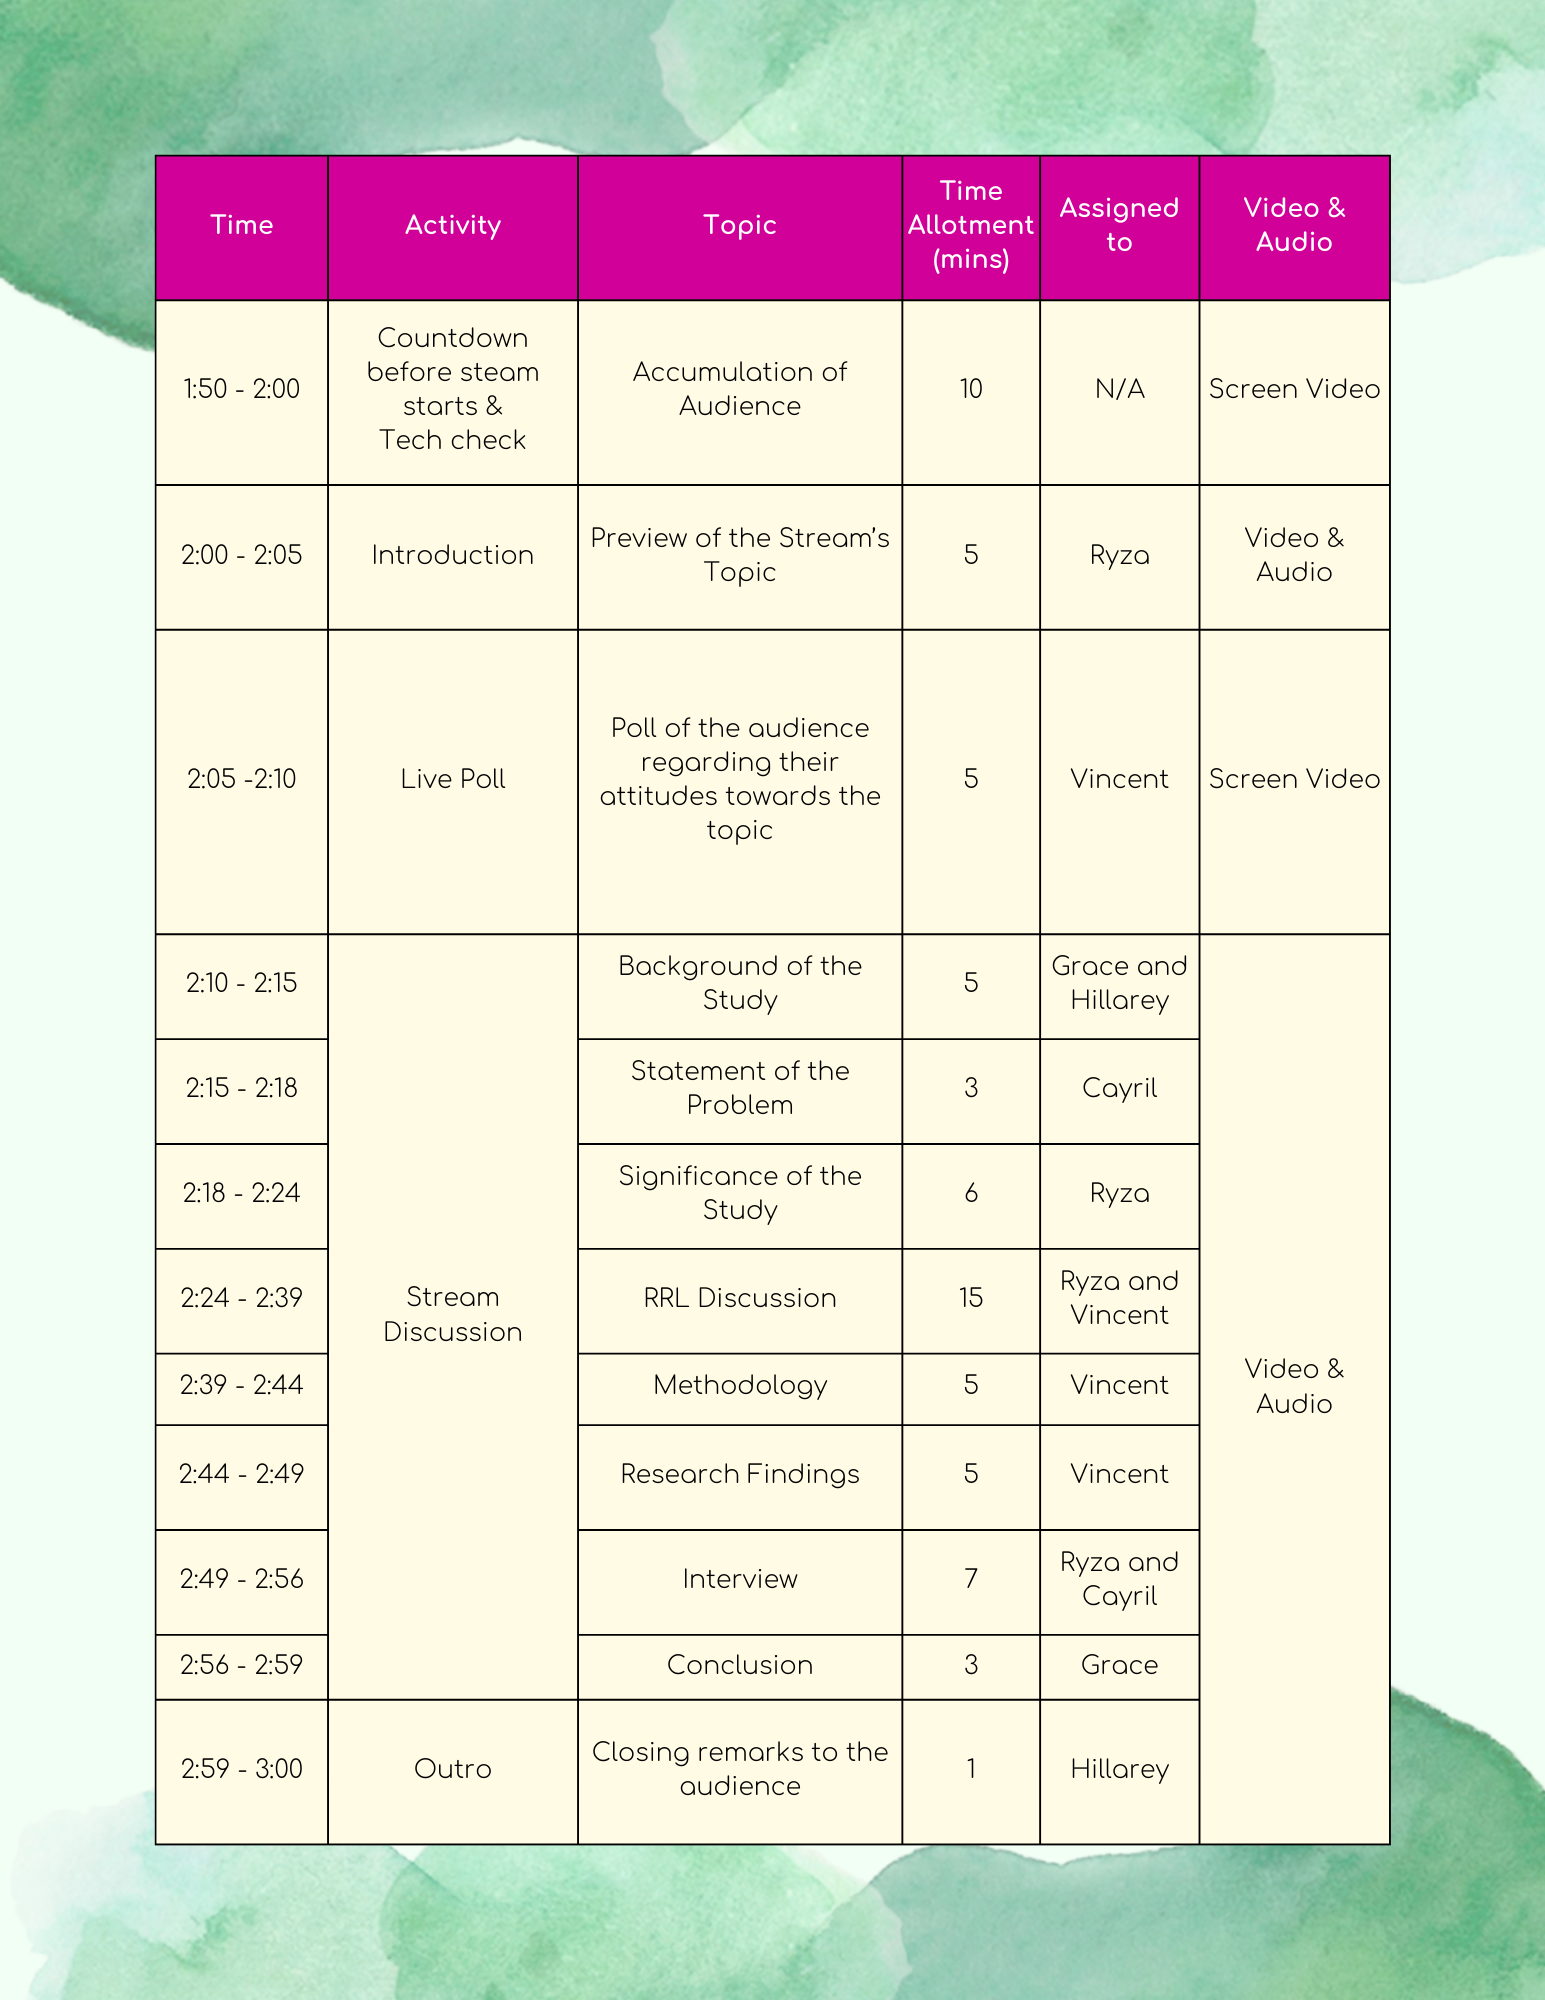 Time
Activity
Topic
Time
Allotment
(mins)
Assigned
to
Video &
Audio
1:50 - 2:00
Countdown
before steam
starts &
Tech check
Accumulation of
Audience
10
N/A
Screen Video
2:00 - 2:05
Introduction
Preview of the Stream's
Topic
5
Ryza
Video &
Audio
2:05 -2:10
Live Poll
Poll of the audience
regarding their
attitudes towards the
topic
5
Vincent
Screen Video
2:10 - 2:15
Stream
Discussion
Background of the
Study
5
Grace and
Hillarey
Video &
Audio
2:15 - 2:18
Statement of the
Problem
3
Cayril
2:18 - 2:24
Significance of the
Study
6
Ryza
2:24 - 2:39
RRL Discussion
15
Ryza and
Vincent
2:39 - 2:44
Methodology
5
Vincent
2:44 - 2:49
Research Findings
5
Vincent
2:49 - 2:56
Interview
7
Ryza and
Cayril
2:56 - 2:59
Conclusion
3
Grace
2:59 - 3:00
Outro
Closing remarks to the
audience
1
Hillarey